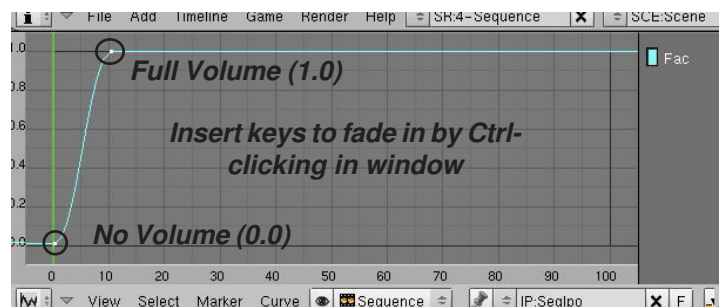 File Add Timeline Game Render Help SR:4-Sequence X SCE:Scene
1.0
Fac
Full Volume (1.0)
0.8
0.6
Insert keys to fade in by Ctrl-
clicking in window
0.4
0.2
No Volume (0.0)
0.0
0 10 20 30 40 50 60 70 80 90 100
View Select Marker Curve Sequence IP:SeqIpo X F